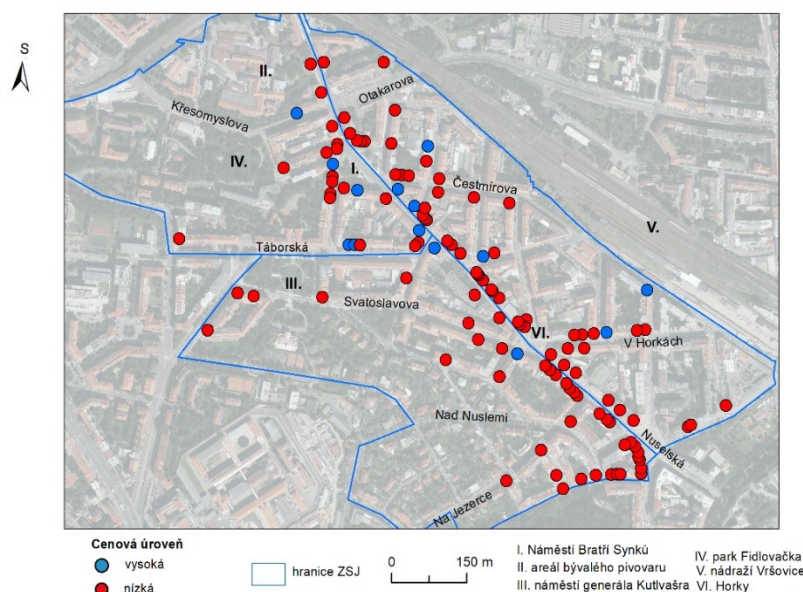 S
II.
Otakarova
Křesomyslova
IV.
I.
Čestmírova
V.
Táborská
III.
Svatoslavova
VI.
V Horkách
Nad Nuslemi
Nuselská
Na Jezerce
Cenová úroveň
vysoká
nízká
hranice ZSJ
0 150 m
I. Náměstí Bratří Synků
II. areál bývalého pivovaru
III. náměstí generála Kutlvašra
IV. park Fidlovačka
V. nádraží Vršovice
VI. Horky